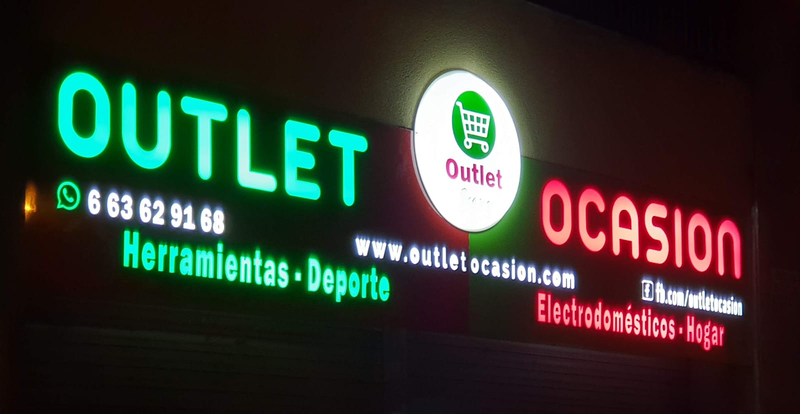 OUTLET
6 63 62 91 68
Herramientas - Deporte
Outlet
www.outletocasion.com
OCASION
fb.com/outletocasion
Electrodomésticos - Hogar